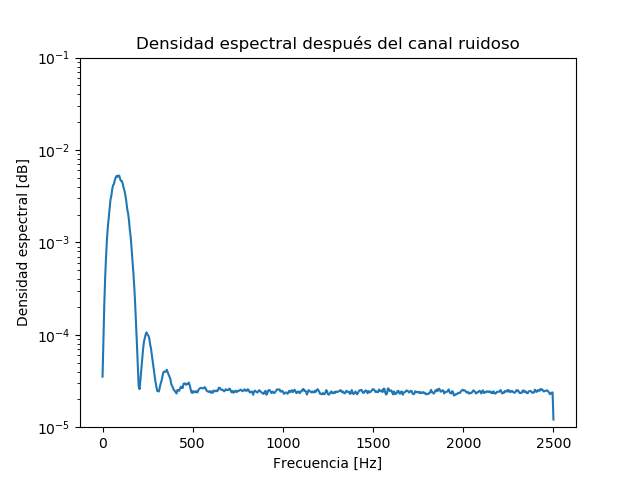 Densidad espectral después del canal ruidoso
Densidad espectral [dB]
10⁻¹
10⁻²
10⁻³
10⁻⁴
10⁻⁵
0 500 1000 1500 2000 2500
Frecuencia [Hz]